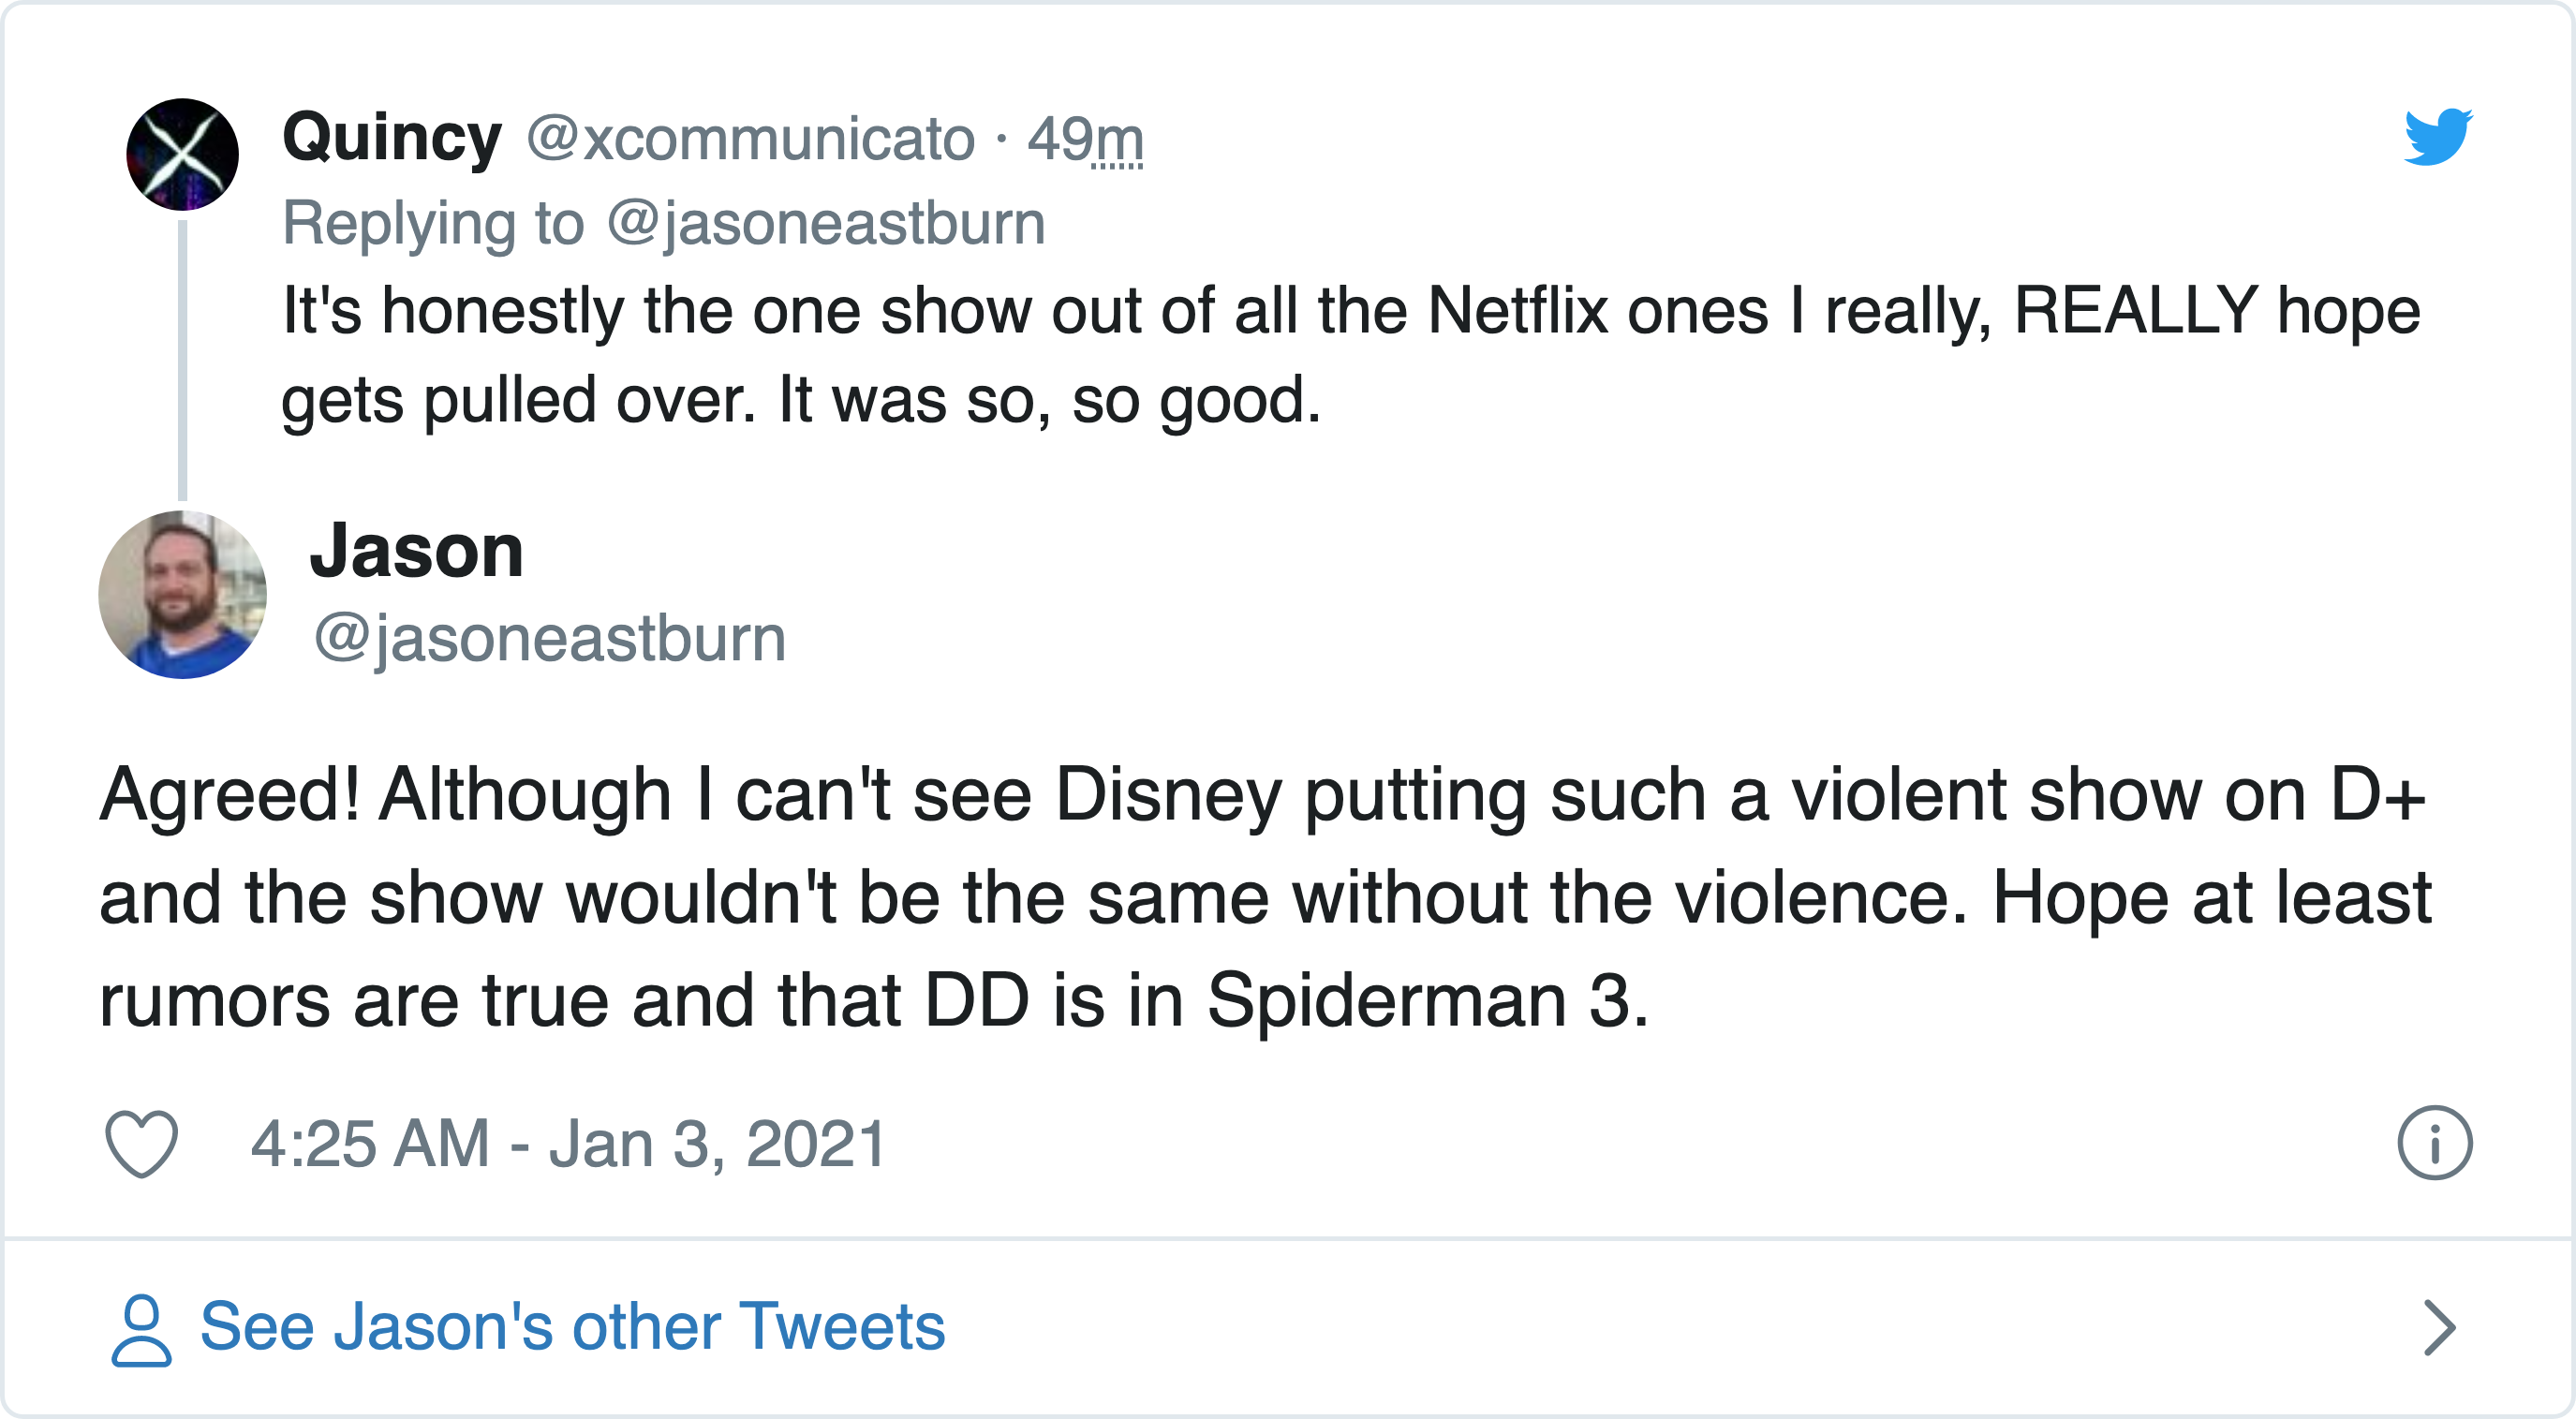 Quincy @xcommunicato · 49m
Replying to @jasoneastburn
It's honestly the one show out of all the Netflix ones I really, REALLY hope
gets pulled over. It was so, so good.
Jason
@jasoneastburn
Agreed! Although I can't see Disney putting such a violent show on D+
and the show wouldn't be the same without the violence. Hope at least
rumors are true and that DD is in Spiderman 3.
4:25 AM - Jan 3, 2021
See Jason's other Tweets